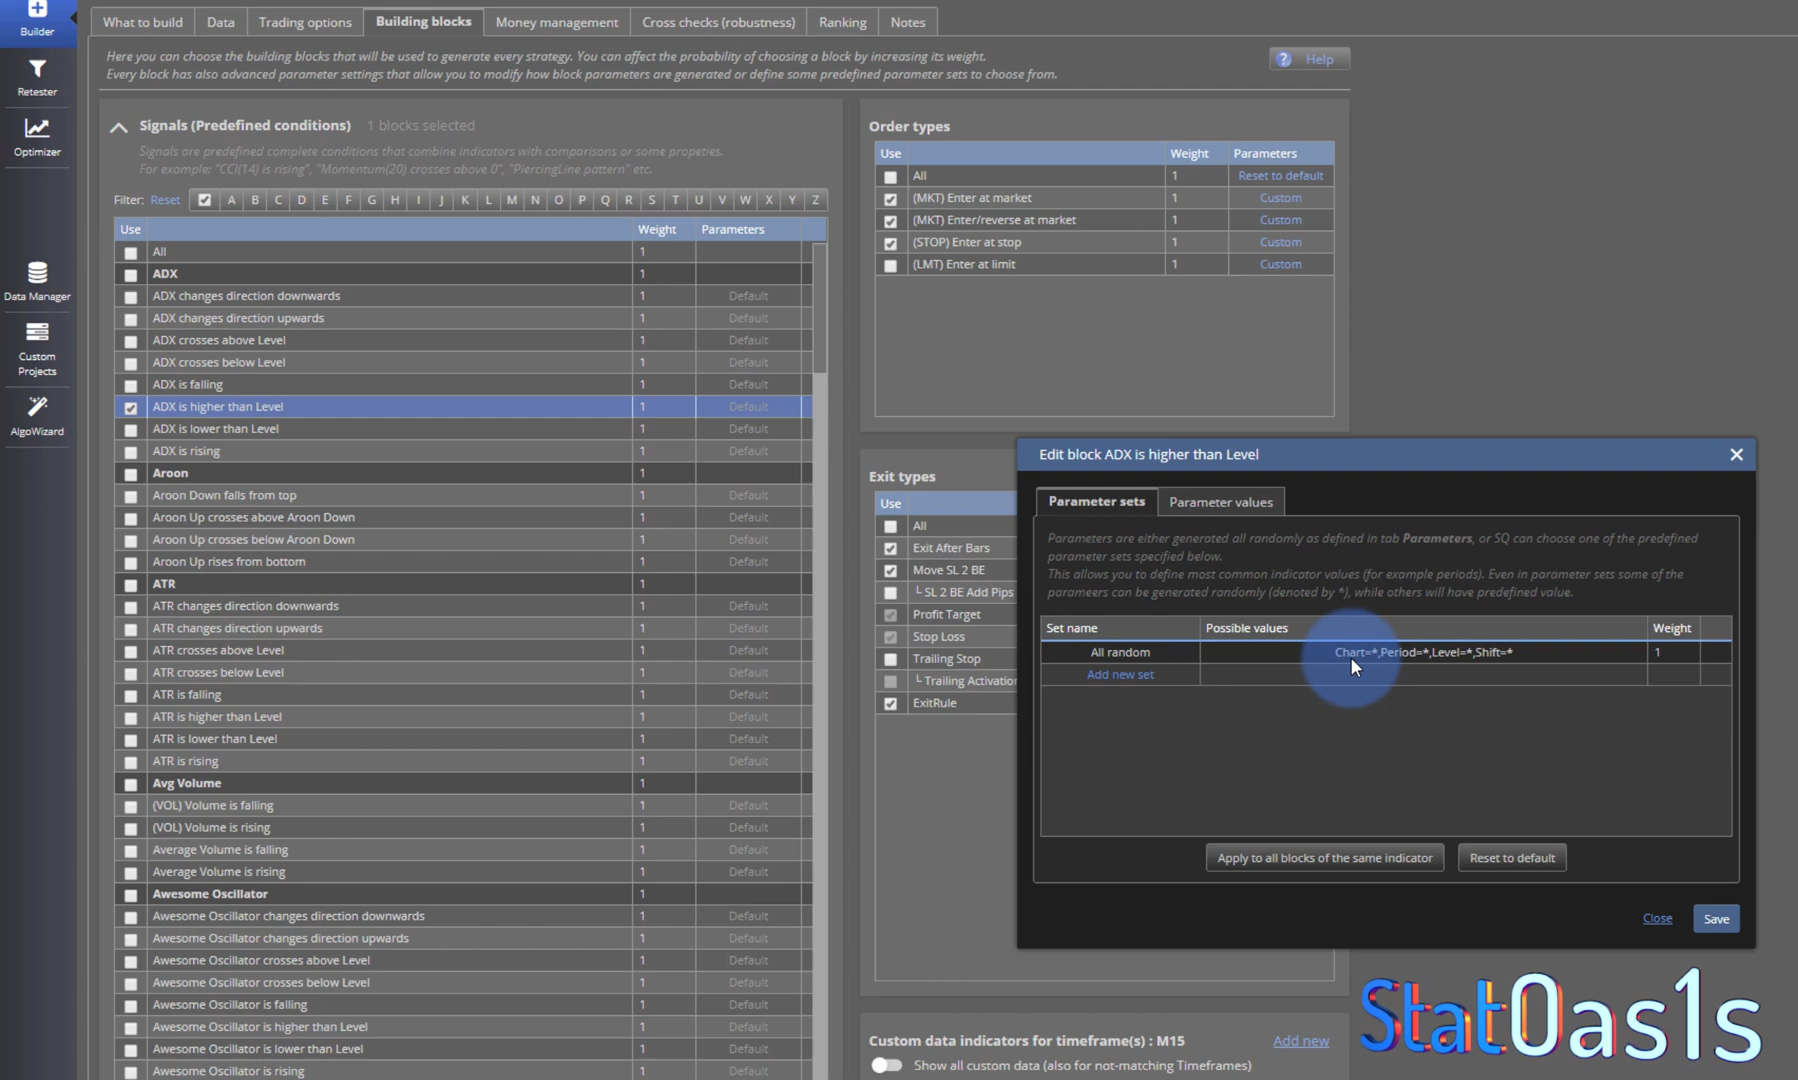 Builder
Retester
Optimizer
Data Manager
Custom
Projects
AlgoWizard
What to build
Data
Trading options
Building blocks
Money management
Cross checks (robustness)
Ranking
Notes
Here you can choose the building blocks that will be used to generate every strategy. You can affect the probability of choosing a block by increasing its weight.
Every block has also advanced parameter settings that allow you to modify how block parameters are generated or define some predefined parameter sets to choose from.
? Help
Signals (Predefined conditions) 1 blocks selected
Signals are predefined complete conditions that combine indicators with comparisons or some propeties.
For example: "CCI(14) is rising", "Momentum(20) crosses above 0", "PiercingLine pattern" etc.
Filter: Reset A B C D E F G H I J K L M N O P Q R S T U V W X Y Z
Use Weight Parameters
All 1
ADX 1
ADX changes direction downwards 1 Default
ADX changes direction upwards 1 Default
ADX crosses above Level 1 Default
ADX crosses below Level 1 Default
ADX is falling 1 Default
ADX is higher than Level 1 Default
ADX is lower than Level 1 Default
ADX is rising 1 Default
Aroon 1
Aroon Down falls from top 1 Default
Aroon Up crosses above Aroon Down 1 Default
Aroon Up crosses below Aroon Down 1 Default
Aroon Up rises from bottom 1 Default
ATR 1
ATR changes direction downwards 1 Default
ATR changes direction upwards 1 Default
ATR crosses above Level 1 Default
ATR crosses below Level 1 Default
ATR is falling 1 Default
ATR is higher than Level 1 Default
ATR is lower than Level 1 Default
ATR is rising 1 Default
Avg Volume 1
(VOL) Volume is falling 1 Default
(VOL) Volume is rising 1 Default
Average Volume is falling 1 Default
Average Volume is rising 1 Default
Awesome Oscillator 1
Awesome Oscillator changes direction downwards 1 Default
Awesome Oscillator changes direction upwards 1 Default
Awesome Oscillator crosses above Level 1 Default
Awesome Oscillator crosses below Level 1 Default
Awesome Oscillator is falling 1 Default
Awesome Oscillator is higher than Level 1 Default
Awesome Oscillator is lower than Level 1 Default
Awesome Oscillator is rising 1 Default
Order types
Use Weight Parameters
All 1 Reset to default
(MKT) Enter at market 1 Custom
(MKT) Enter/reverse at market 1 Custom
(STOP) Enter at stop 1 Custom
(LMT) Enter at limit 1 Custom
Exit types
Use
All
Exit After Bars
Move SL 2 BE
SL 2 BE Add Pips
Profit Target
Stop Loss
Trailing Stop
Trailing Activation
ExitRule
Edit block ADX is higher than Level
Parameter sets
Parameter values
Parameters are either generated all randomly as defined in tab Parameters, or SQ can choose one of the predefined
parameter sets specified below.
This allows you to define most common indicator values (for example periods). Even in parameter sets some of the
parameers can be generated randomly (denoted by *), while others will have predefined value.
Set name Possible values Weight
All random Chart=*,Period=*,Level=*,Shift=* 1
Add new set
Apply to all blocks of the same indicator
Reset to default
Close
Save
Custom data indicators for timeframe(s) : M15 Add new
Show all custom data (also for not-matching Timeframes)
StatOas1s